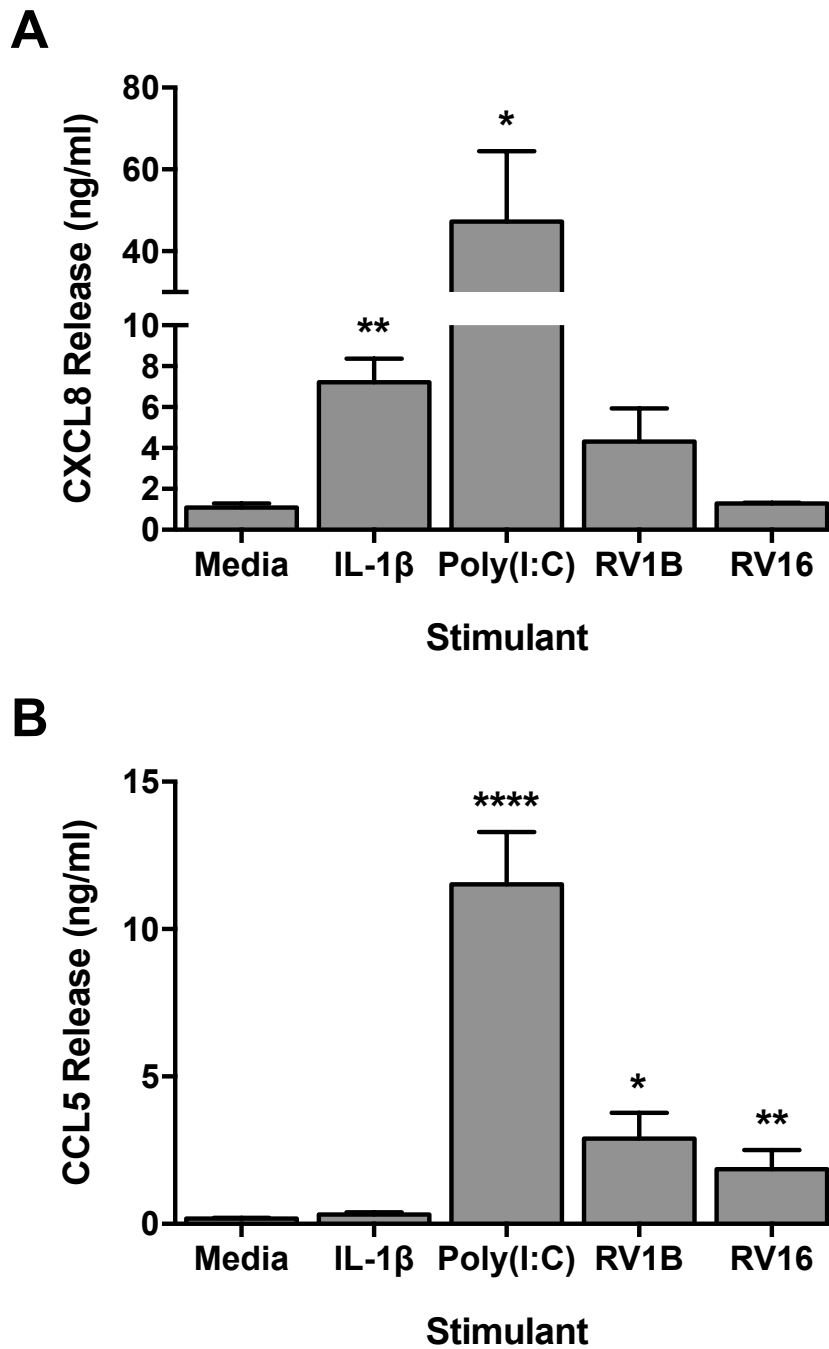 A
CXCL8 Release (ng/ml)
80
60
40
10
8
6
4
2
0
*
**
Media IL-1β Poly(I:C) RV1B RV16
Stimulant
B
CCL5 Release (ng/ml)
15
10
5
0
****
*
**
Media IL-1β Poly(I:C) RV1B RV16
Stimulant